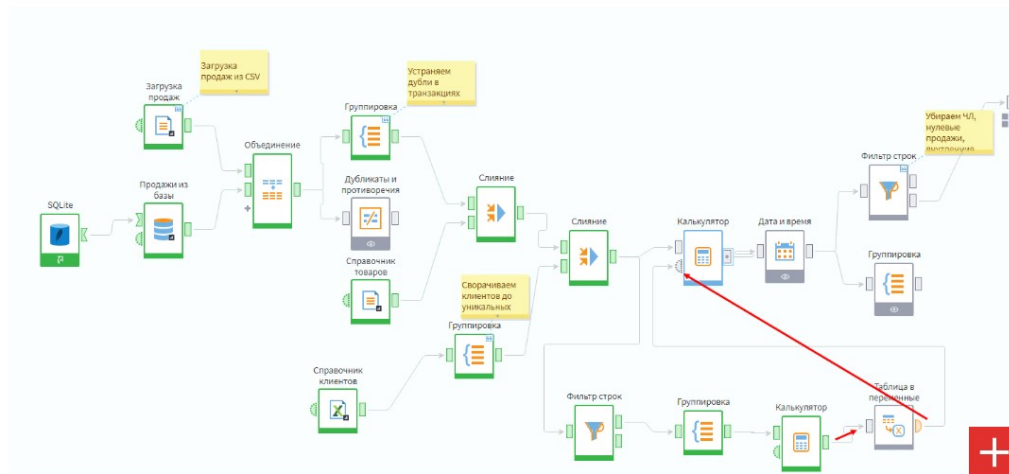 Загрузка
продаж из CSV
Загрузка
продаж
Устраняем
дубли в
транзакциях
Группировка
Объединение
Дубликаты и
противоречия
Продажи из
базы
SQLite
Слияние
Слияние
Справочник
товаров
Сворачиваем
клиентов до
уникальных
Группировка
Справочник
клиентов
Калькулятор
Дата и время
Убираем ЧЛ,
нулевые
продажи,
внутренние
Фильтр строк
Группировка
Фильтр строк
Группировка
Калькулятор
Таблица в
переменные